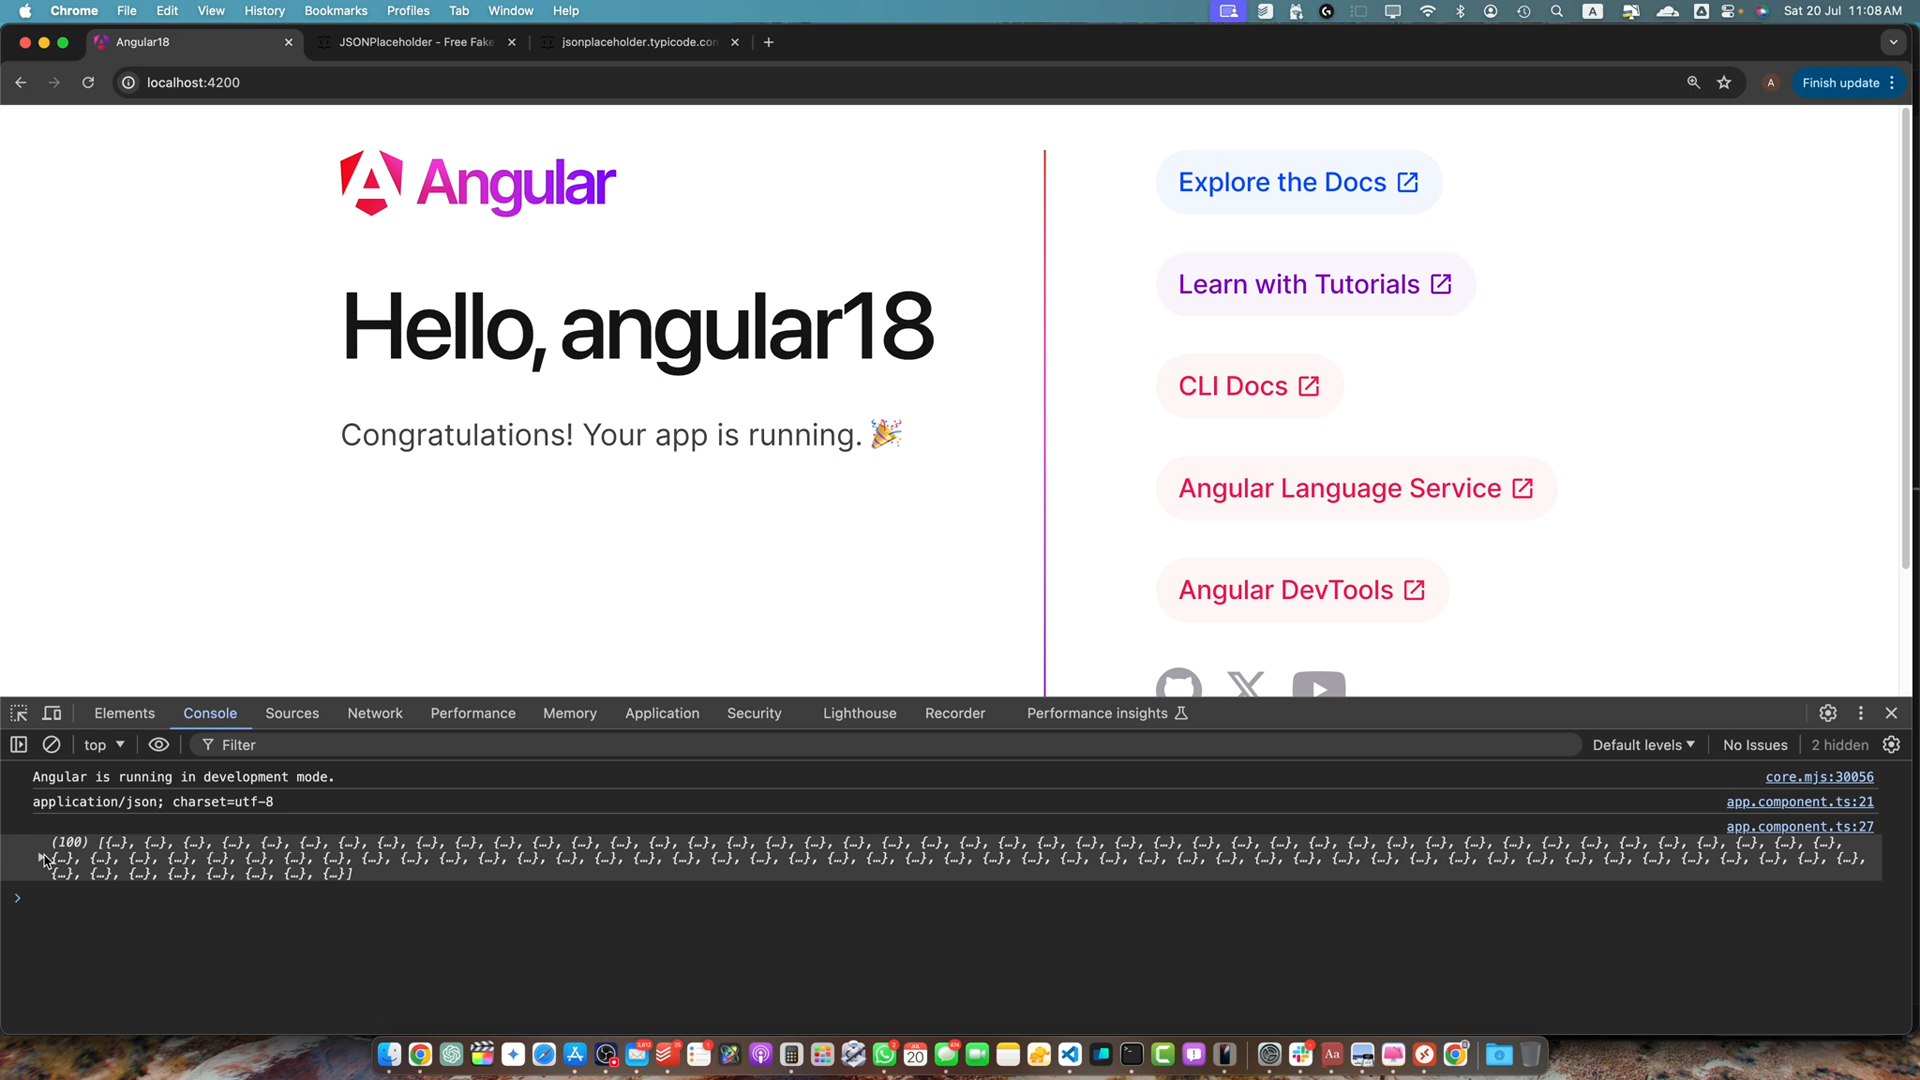 Chrome File Edit View History Bookmarks Profiles Tab Window Help Sat 20 Jul 11:08 AM
Angular18 JSONPlaceholder - Free Fake jsonplaceholder.typicode.com
localhost:4200 A Finish update
Angular
Hello, angular18
Congratulations! Your app is running. 🎉
Explore the Docs
Learn with Tutorials
CLI Docs
Angular Language Service
Angular DevTools
Elements Console Sources Network Performance Memory Application Security Lighthouse Recorder Performance insights
top Filter Default levels No Issues 2 hidden
Angular is running in development mode. core.mjs:30056
application/json; charset=utf-8 app.component.ts:21
app.component.ts:27
(100) [{…}, {…}, {…}, {…}, {…}, {…}, {…}, {…}, {…}, {…}, {…}, {…}, {…}, {…}, {…}, {…}, {…}, {…}, {…}, {…}, {…}, {…}, {…}, {…}, {…}, {…}, {…}, {…}, {…}, {…}, {…}, {…}, {…}, {…}, {…}, {…}, {…}, {…}, {…}, {…}, {…}, {…}, {…}, {…}, {…},
{…}, {…}, {…}, {…}, {…}, {…}, {…}, {…}, {…}, {…}, {…}, {…}, {…}, {…}, {…}, {…}, {…}, {…}, {…}, {…}, {…}, {…}, {…}, {…}, {…}, {…}, {…}, {…}, {…}, {…}, {…}, {…}, {…}, {…}, {…}, {…}, {…}, {…}, {…}, {…}, {…}, {…}, {…}, {…}, {…}, {…}, {…},
{…}, {…}, {…}, {…}, {…}, {…}, {…}, {…}]